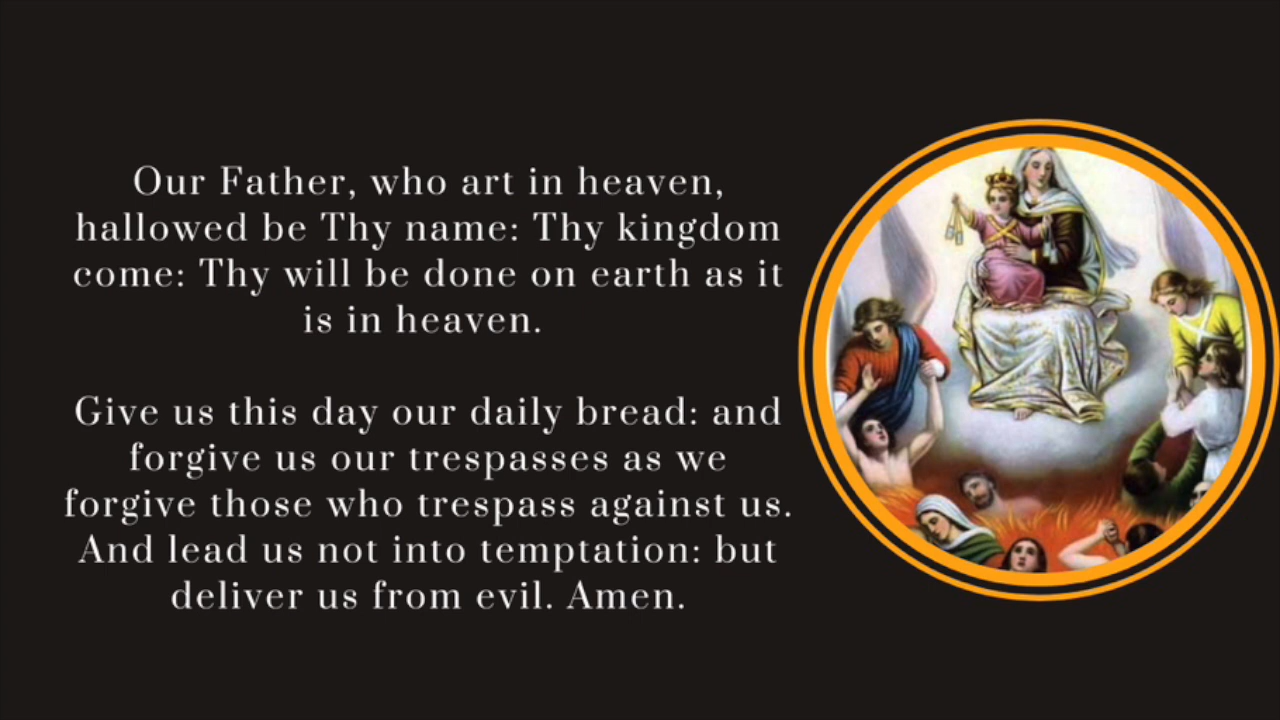 Our Father, who art in heaven,
hallowed be Thy name: Thy kingdom
come: Thy will be done on earth as it
is in heaven.
Give us this day our daily bread: and
forgive us our trespasses as we
forgive those who trespass against us.
And lead us not into temptation: but
deliver us from evil. Amen.